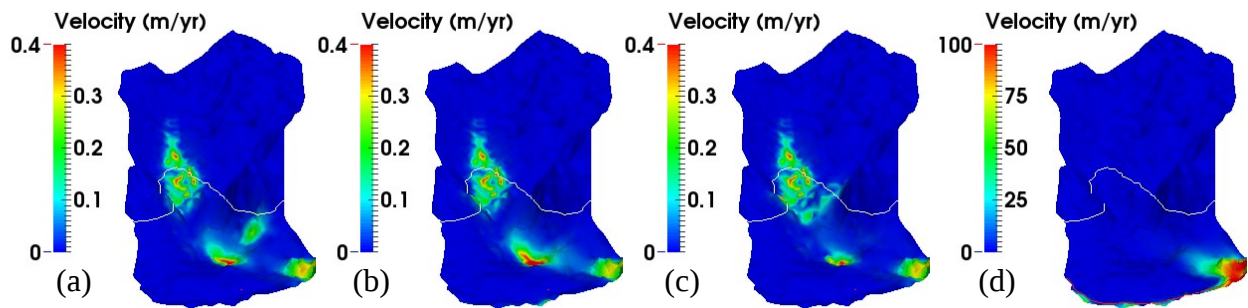 Velocity (m/yr) Velocity (m/yr) Velocity (m/yr) Velocity (m/yr)
0.4 0.4 0.4 100
0.3 0.3 0.3 75
0.2 0.2 0.2 50
0.1 0.1 0.1 25
0 0 0 0
(a) (b) (c) (d)